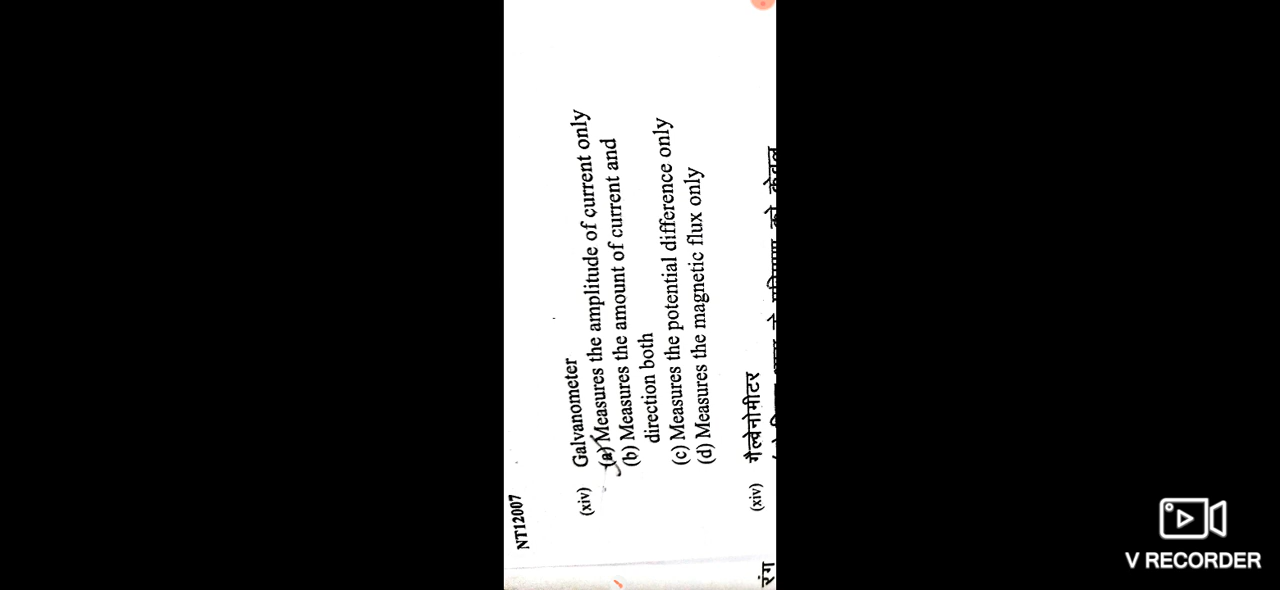 NT12007
(xiv) Galvanometer
(a) Measures the amplitude of current only
(b) Measures the amount of current and
direction both
(c) Measures the potential difference only
(d) Measures the magnetic flux only
(xiv) गैल्वेनोमीटर
को केवल
रंग
V RECORDER